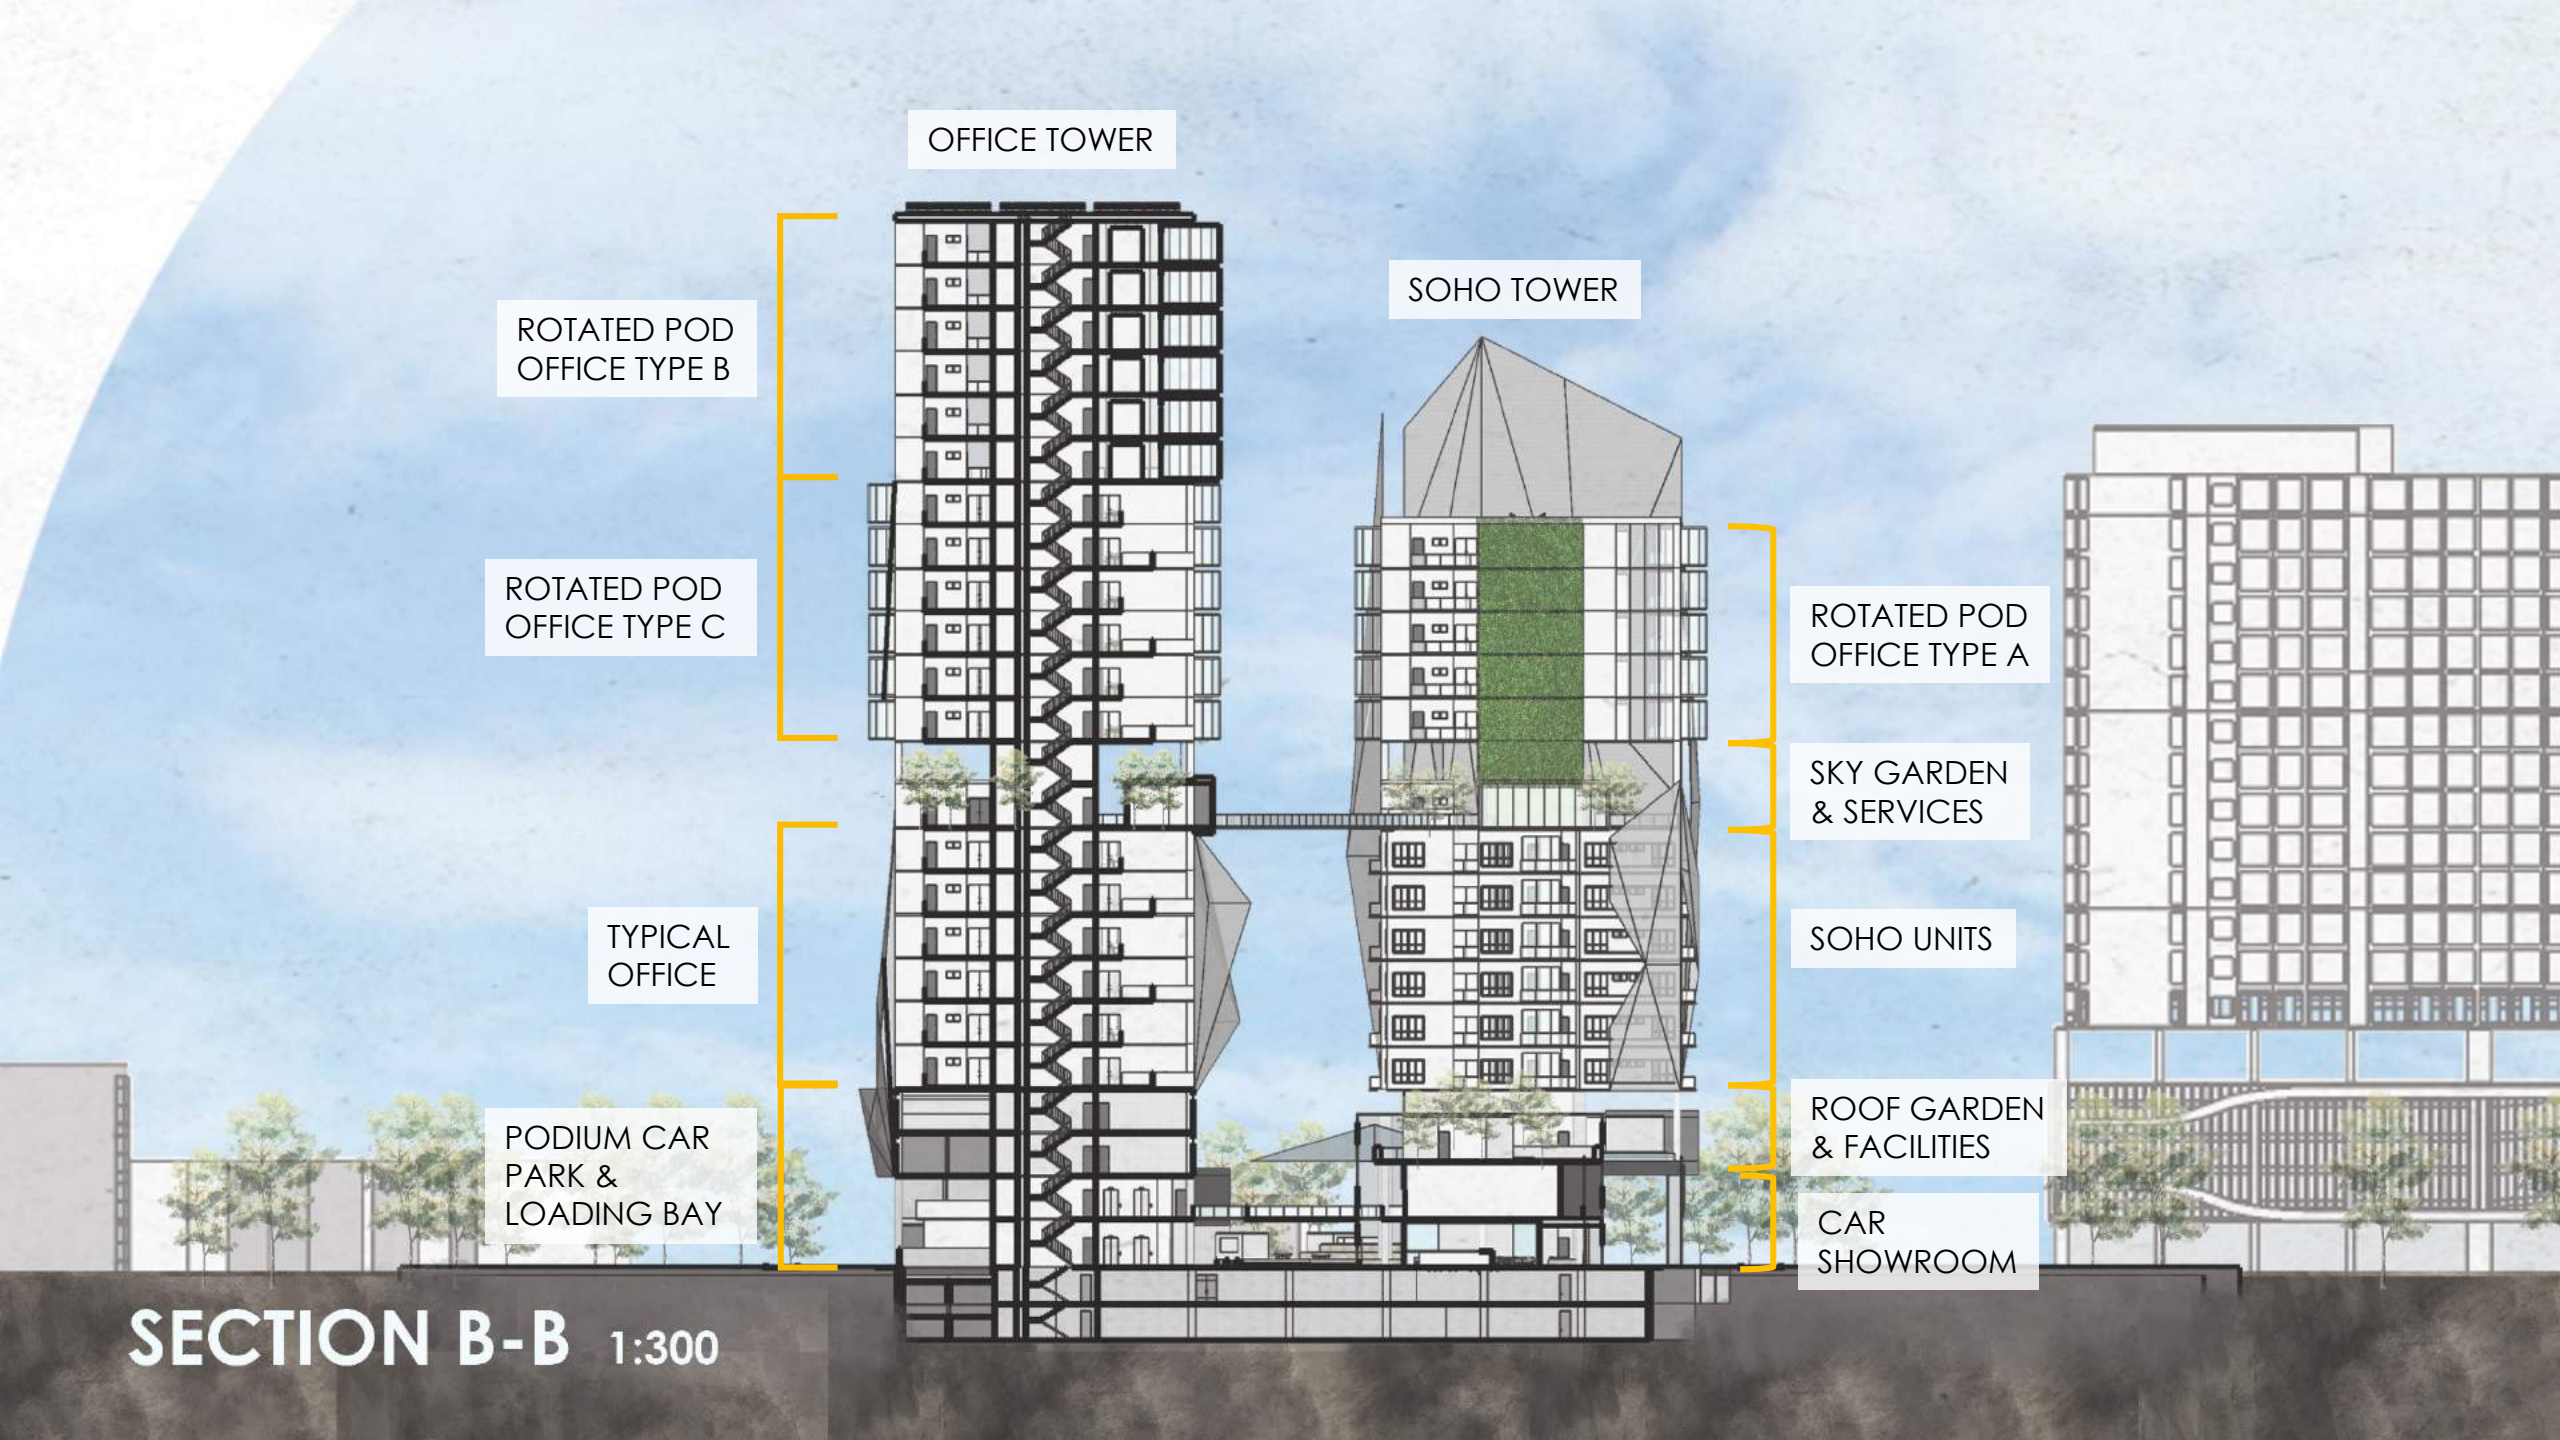 OFFICE TOWER
SOHO TOWER
ROTATED POD
OFFICE TYPE B
ROTATED POD
OFFICE TYPE C
ROTATED POD
OFFICE TYPE A
SKY GARDEN
& SERVICES
TYPICAL
OFFICE
SOHO UNITS
PODIUM CAR
PARK &
LOADING BAY
ROOF GARDEN
& FACILITIES
CAR
SHOWROOM
SECTION B-B 1:300